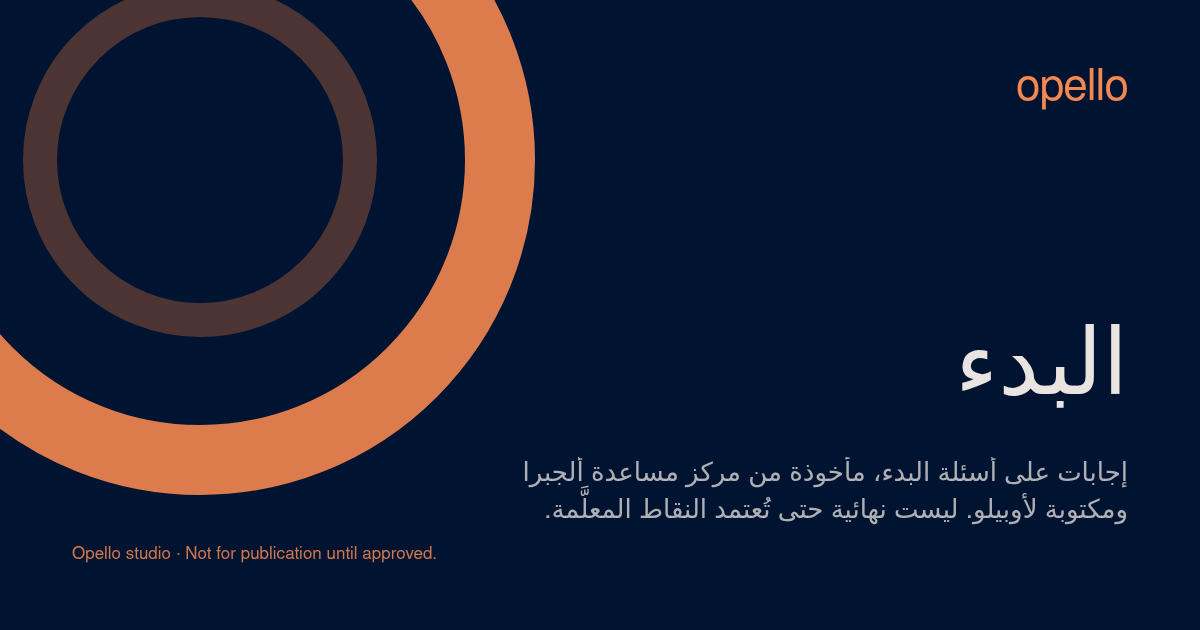 opello
البدء
إجابات على أسئلة البدء، مأخوذة من مركز مساعدة ألجبرا
ومكتوبة لأوبيلو. ليست نهائية حتى تُعتمد النقاط المعلَّمة.
Opello studio · Not for publication until approved.